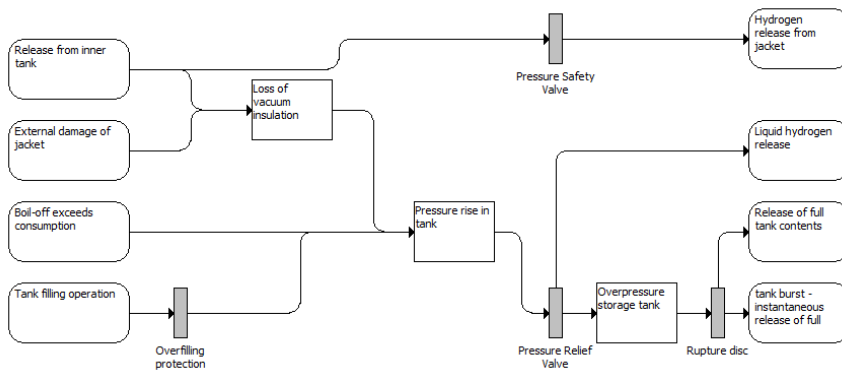 Release from inner
tank
Pressure Safety
Valve
Hydrogen
release from
jacket
Loss of
vacuum
insulation
External damage of
jacket
Liquid hydrogen
release
Boil-off exceeds
consumption
Pressure rise in
tank
Release of full
tank contents
Tank filling operation
Overfilling
protection
Pressure Relief
Valve
Overpressure
storage tank
Rupture disc
tank burst -
instantaneous
release of full